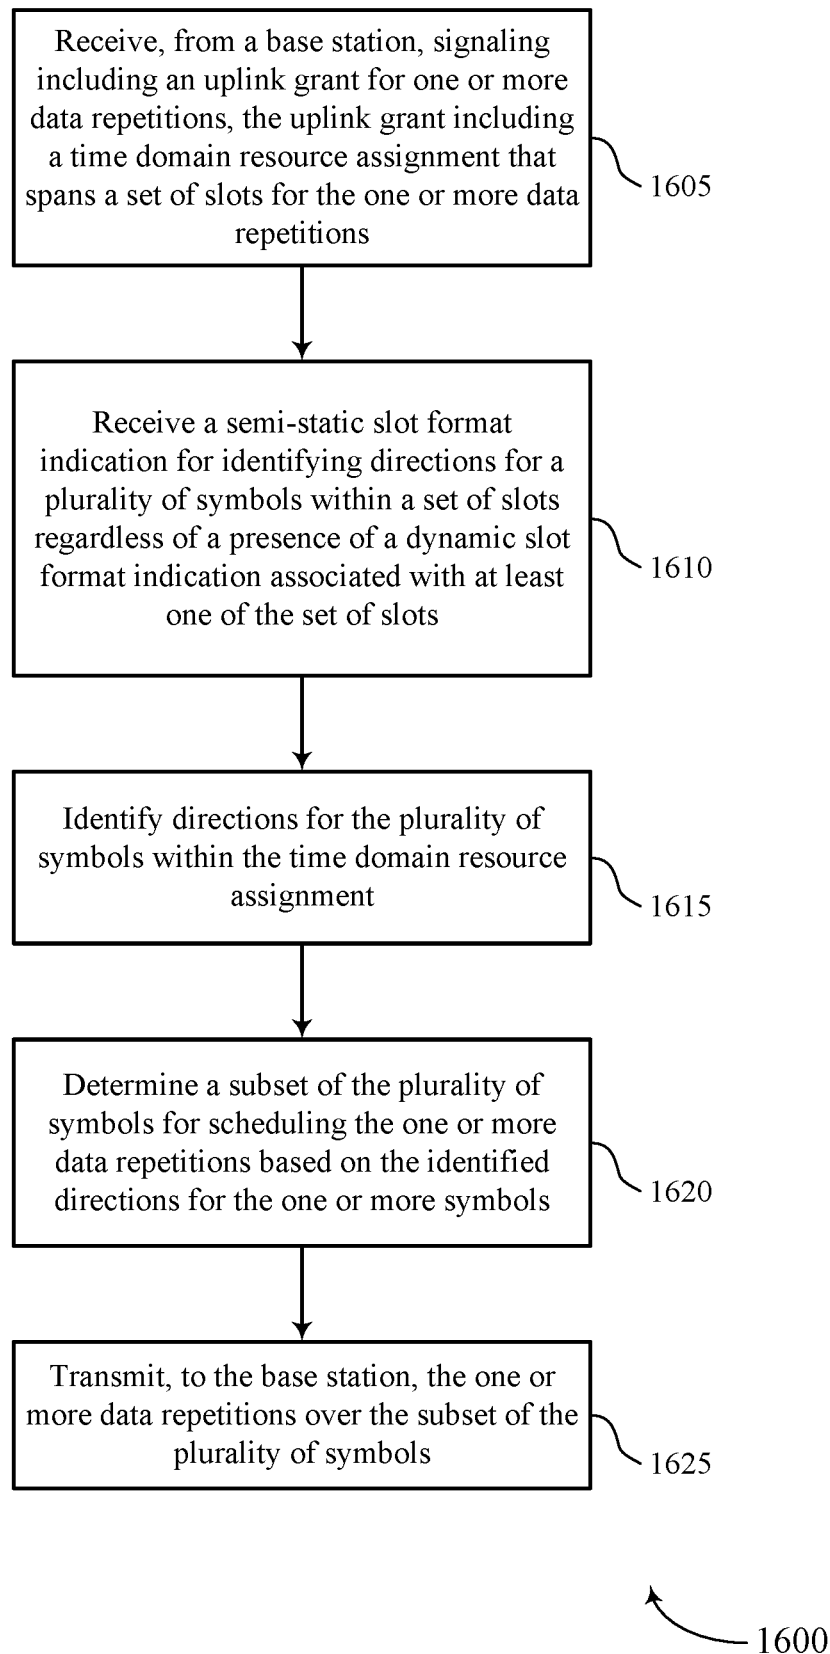 Receive, from a base station, signaling
including an uplink grant for one or more
data repetitions, the uplink grant including
a time domain resource assignment that
spans a set of slots for the one or more data
repetitions
1605
Receive a semi-static slot format
indication for identifying directions for a
plurality of symbols within a set of slots
regardless of a presence of a dynamic slot
format indication associated with at least
one of the set of slots
1610
Identify directions for the plurality of
symbols within the time domain resource
assignment
1615
Determine a subset of the plurality of
symbols for scheduling the one or more
data repetitions based on the identified
directions for the one or more symbols
1620
Transmit, to the base station, the one or
more data repetitions over the subset of the
plurality of symbols
1625
1600